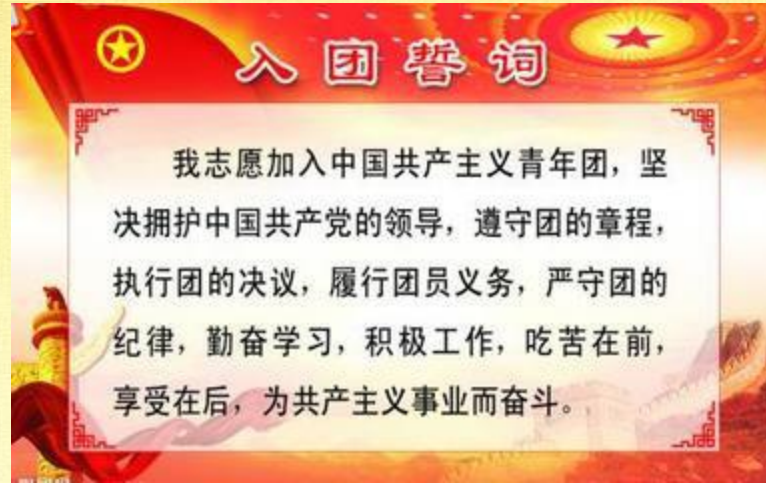 入团誓词
我志愿加入中国共产主义青年团，坚
决拥护中国共产党的领导，遵守团的章程，
执行团的决议，履行团员义务，严守团的
纪律，勤奋学习，积极工作，吃苦在前，
享受在后，为共产主义事业而奋斗。